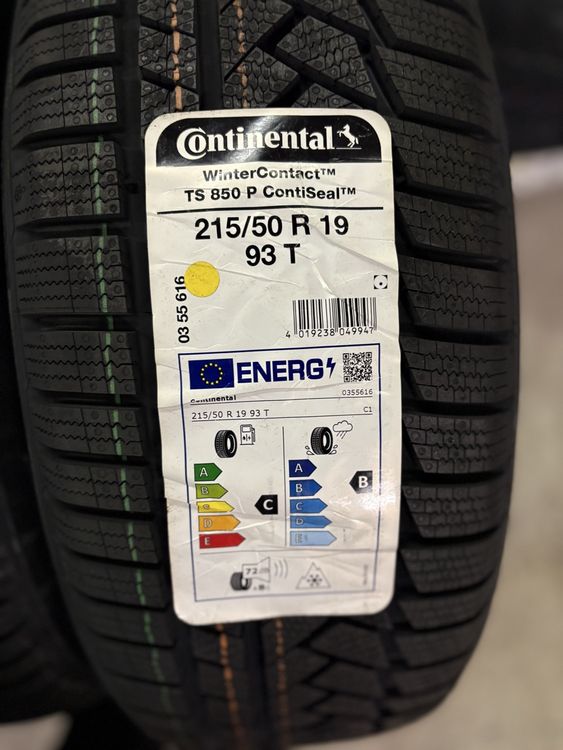 Continental
WinterContact™
TS 850 P ContiSeal™
215/50 R 19
93 T
03 55 616
4 019238 049947
ENERG
Continental
0355616
215/50 R 19 93 T
C1
A
B
C
D
E
C
A
B
C
D
B
72